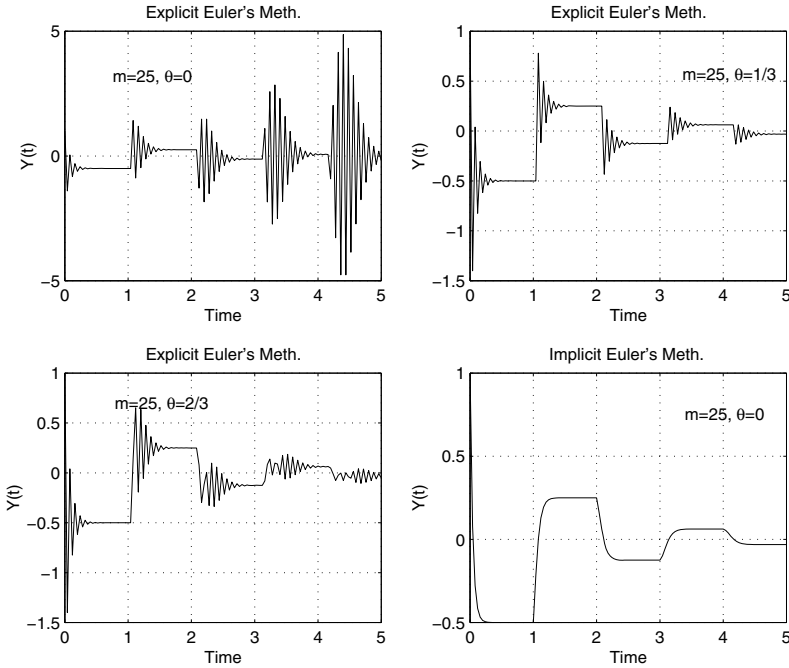 Explicit Euler's Meth.
5
0
−5
Y(t)
m=25, θ=0
0 1 2 3 4 5
Time
Explicit Euler's Meth.
1
0.5
0
−0.5
−1
−1.5
Y(t)
m=25, θ=1/3
0 1 2 3 4 5
Time
Explicit Euler's Meth.
1
0.5
0
−0.5
−1
−1.5
Y(t)
m=25, θ=2/3
0 1 2 3 4 5
Time
Implicit Euler's Meth.
1
0.5
0
−0.5
Y(t)
m=25, θ=0
0 1 2 3 4 5
Time